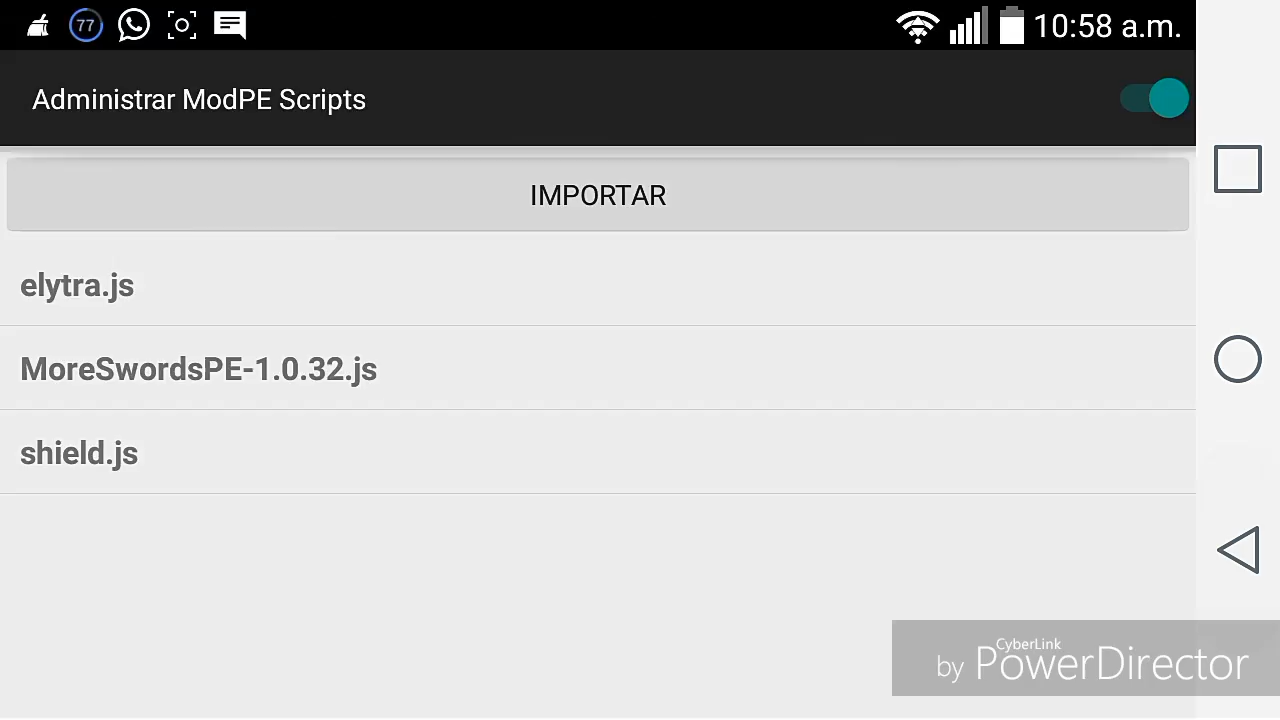 77
10:58 a.m.
Administrar ModPE Scripts
IMPORTAR
elytra.js
MoreSwordsPE-1.0.32.js
shield.js
CyberLink
by PowerDirector